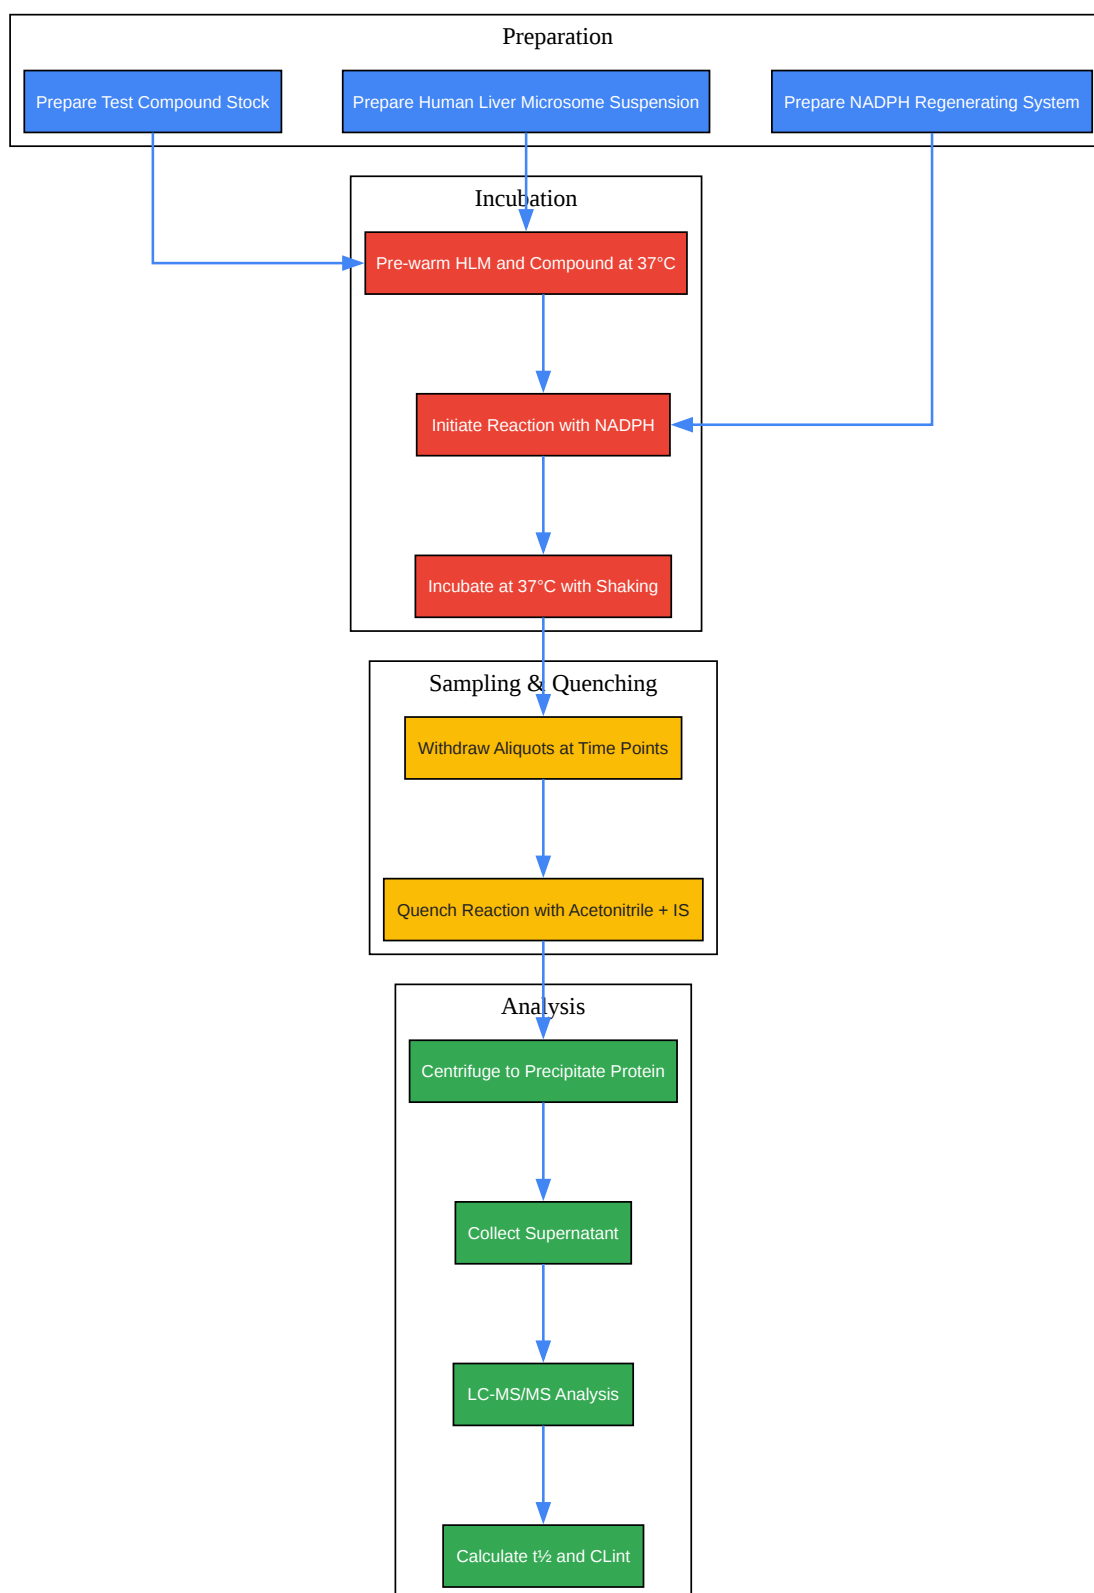 Preparation
Prepare Test Compound Stock
Prepare Human Liver Microsome Suspension
Prepare NADPH Regenerating System
Incubation
Pre-warm HLM and Compound at 37°C
Initiate Reaction with NADPH
Incubate at 37°C with Shaking
Sampling & Quenching
Withdraw Aliquots at Time Points
Quench Reaction with Acetonitrile + IS
Analysis
Centrifuge to Precipitate Protein
Collect Supernatant
LC-MS/MS Analysis
Calculate t½ and CLint